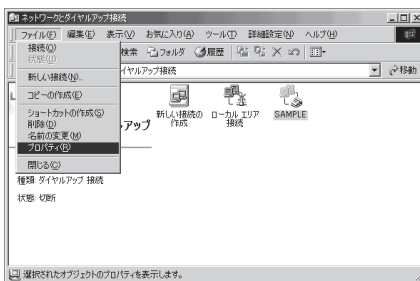 ネットワークとダイヤルアップ接続
ファイル(F) 編集(E) 表示(V) お気に入り(A) ツール(T) 詳細設定(N) ヘルプ(H)
接続(O)
状態(U)
新しい接続(N)...
コピーの作成(E)
ショートカットの作成(S)
削除(D)
名前の変更(M)
プロパティ(R)
閉じる(C)
検索 フォルダ 履歴
イヤルアップ接続 移動
アップ
新しい接続の作成
ローカル エリア接続
SAMPLE
種類: ダイヤルアップ 接続
状態: 切断
選択されたオブジェクトのプロパティを表示します。